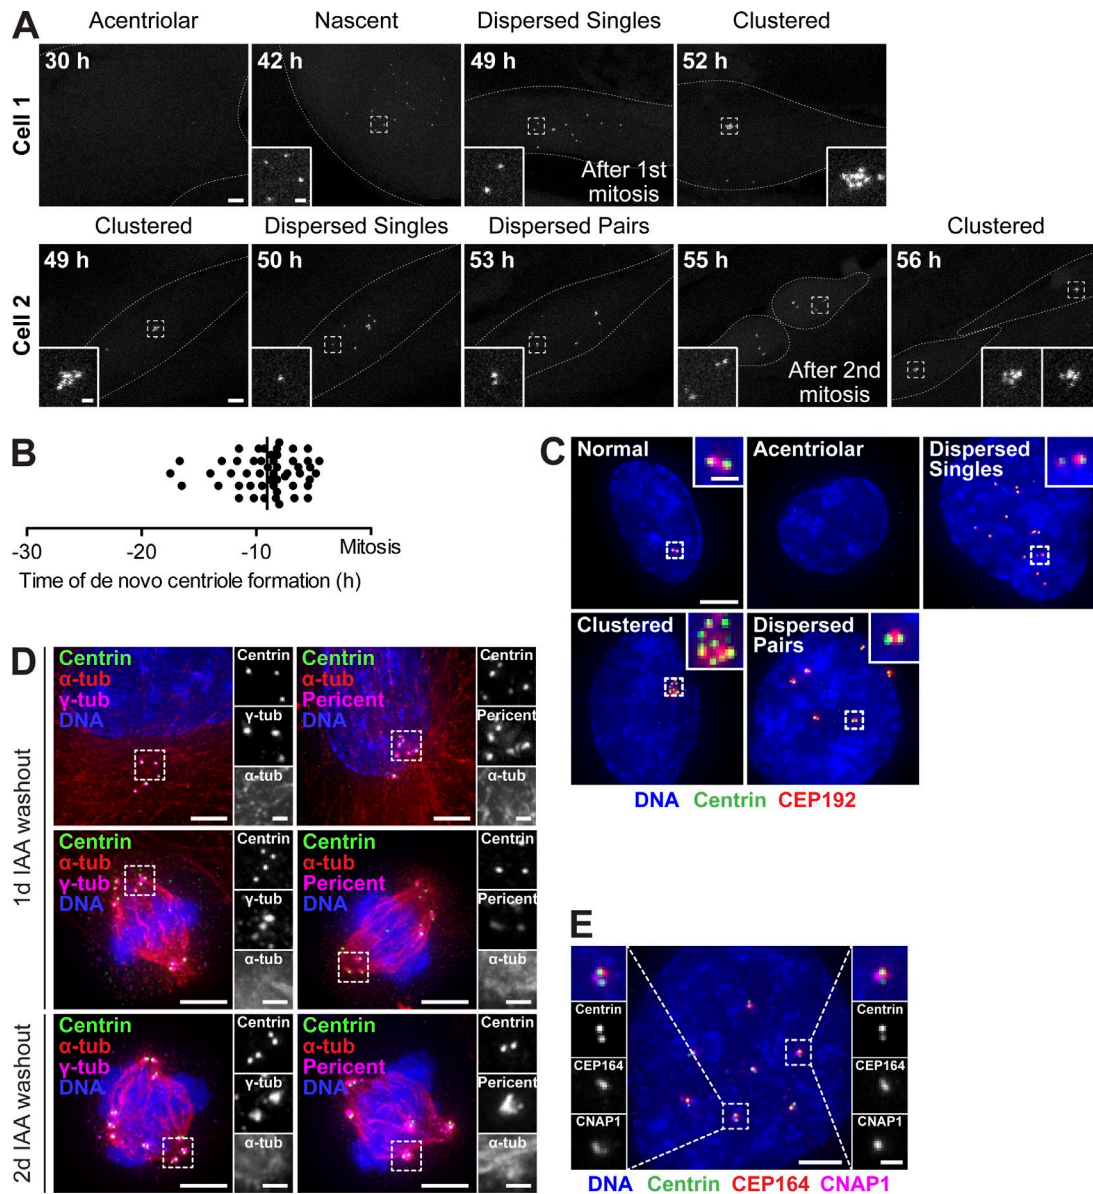 A
Acentriolar
Nascent
Dispersed Singles
Clustered
Cell 1
30 h
42 h
49 h
52 h
After 1st
mitosis
Clustered
Dispersed Singles
Dispersed Pairs
Clustered
Cell 2
49 h
50 h
53 h
55 h
56 h
After 2nd
mitosis
B
-30
-20
-10
Mitosis
Time of de novo centriole formation (h)
C
Normal
Acentriolar
Dispersed
Singles
Clustered
Dispersed
Pairs
DNA Centrin CEP192
D
1d IAA washout
Centrin
α-tub
γ-tub
DNA
Centrin
γ-tub
α-tub
Centrin
α-tub
Pericent
DNA
Centrin
Pericent
α-tub
Centrin
α-tub
γ-tub
DNA
Centrin
γ-tub
α-tub
Centrin
α-tub
Pericent
DNA
Centrin
Pericent
α-tub
2d IAA washout
Centrin
α-tub
γ-tub
DNA
Centrin
γ-tub
α-tub
Centrin
α-tub
Pericent
DNA
Centrin
Pericent
α-tub
E
Centrin
CEP164
CNAP1
Centrin
CEP164
CNAP1
DNA Centrin CEP164 CNAP1